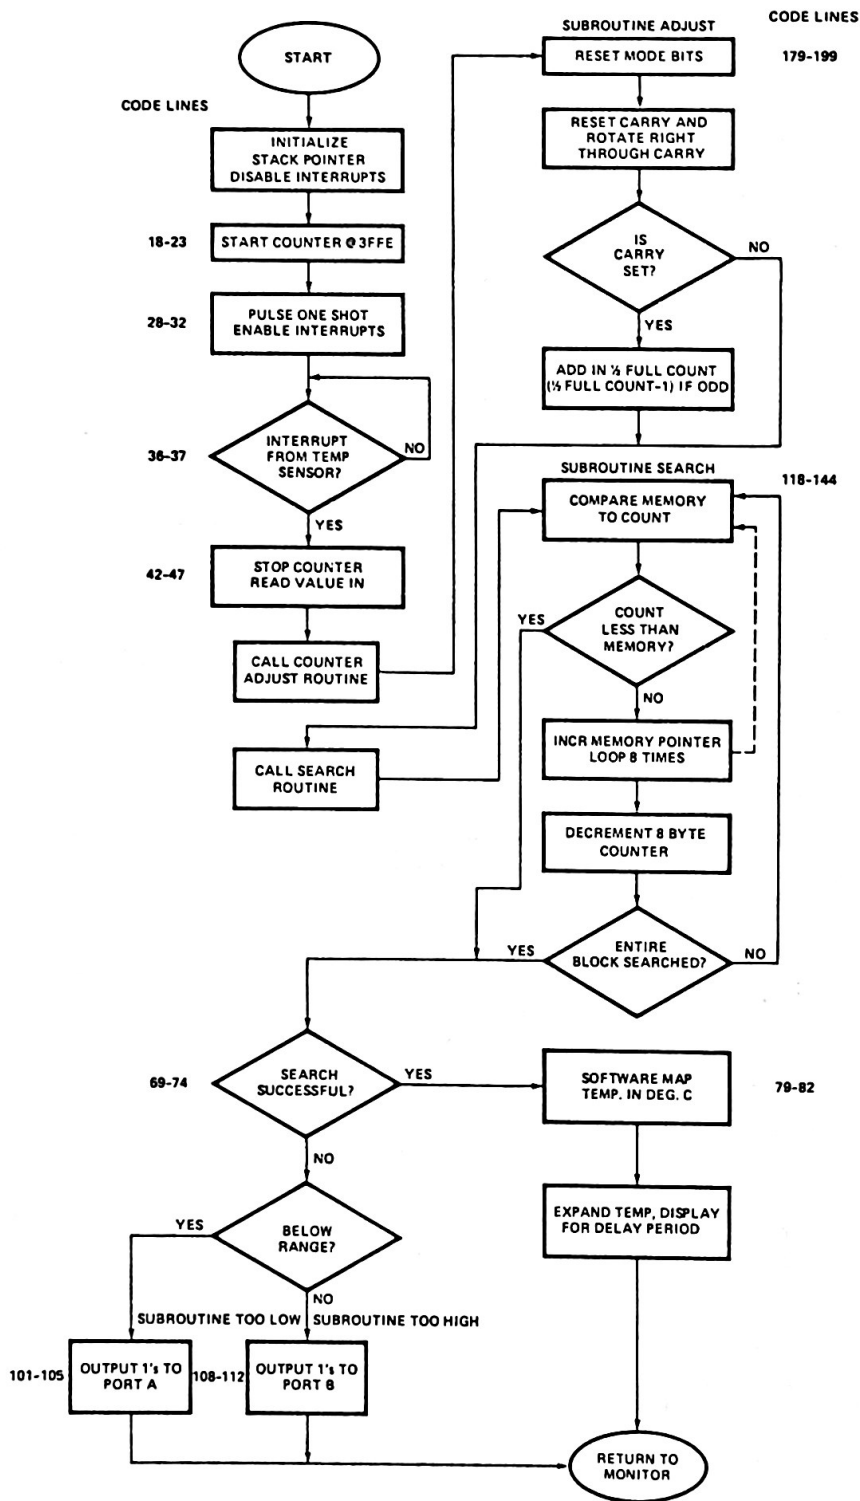 CODE LINES
START
INITIALIZE
STACK POINTER
DISABLE INTERRUPTS
18-23
START COUNTER @ 3FFE
28-32
PULSE ONE SHOT
ENABLE INTERRUPTS
36-37
INTERRUPT
FROM TEMP
SENSOR?
NO
YES
42-47
STOP COUNTER
READ VALUE IN
CALL COUNTER
ADJUST ROUTINE
CALL SEARCH
ROUTINE
CODE LINES
SUBROUTINE ADJUST
RESET MODE BITS
179-199
RESET CARRY AND
ROTATE RIGHT
THROUGH CARRY
IS
CARRY
SET?
NO
YES
ADD IN ½ FULL COUNT
(½ FULL COUNT-1) IF ODD
SUBROUTINE SEARCH
118-144
COMPARE MEMORY
TO COUNT
YES
COUNT
LESS THAN
MEMORY?
NO
INCR MEMORY POINTER
LOOP 8 TIMES
DECREMENT 8 BYTE
COUNTER
YES
ENTIRE
BLOCK SEARCHED?
NO
69-74
SEARCH
SUCCESSFUL?
YES
SOFTWARE MAP
TEMP. IN DEG. C
79-82
NO
EXPAND TEMP, DISPLAY
FOR DELAY PERIOD
YES
BELOW
RANGE?
NO
SUBROUTINE TOO LOW
SUBROUTINE TOO HIGH
101-105
OUTPUT 1's TO
PORT A
108-112
OUTPUT 1's TO
PORT B
RETURN TO
MONITOR